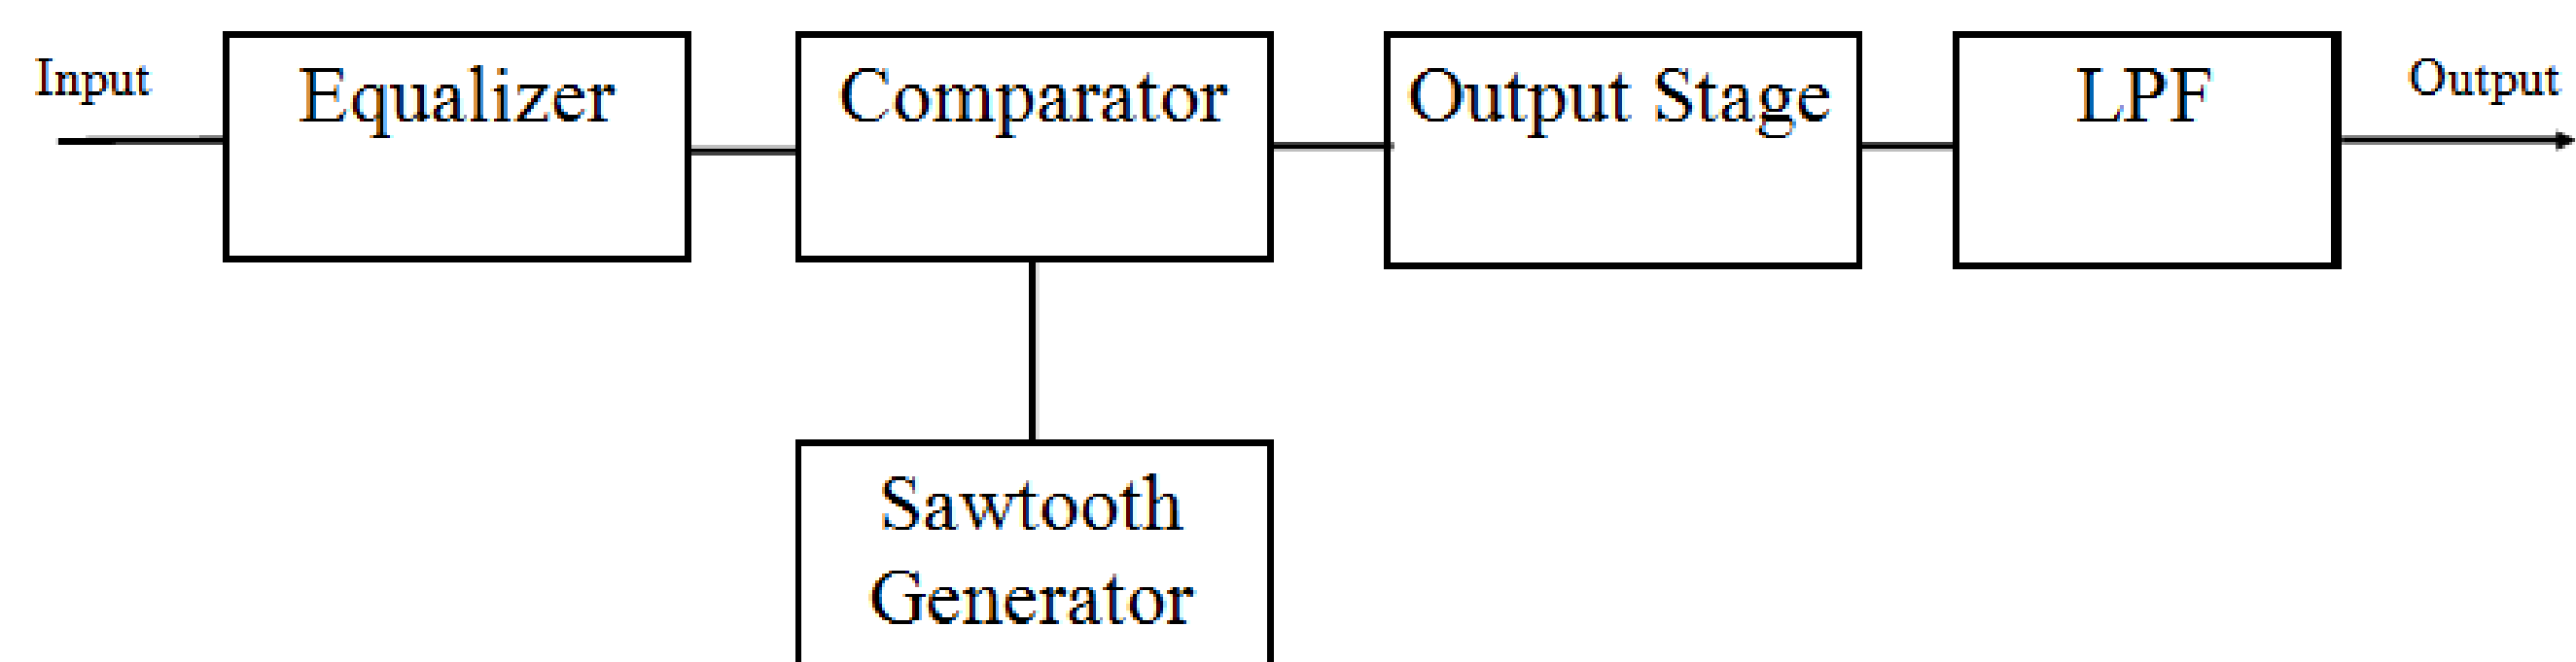 Input
Equalizer
Comparator
Output Stage
LPF
Output
Sawtooth
Generator